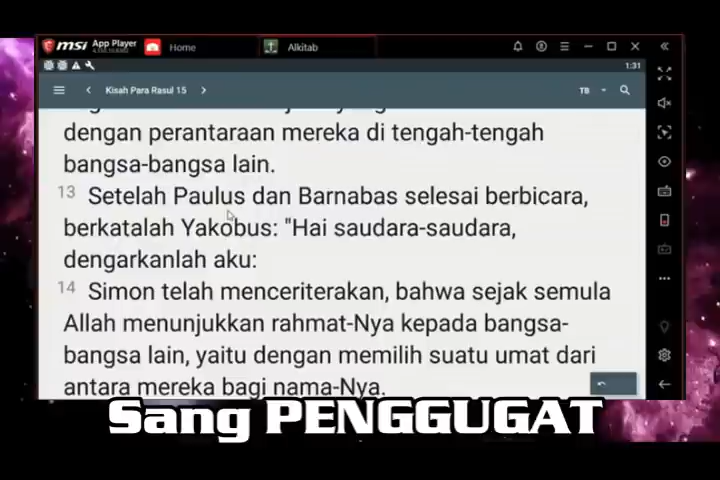 msi App Player
Home
Alkitab
1:31
Kisah Para Rasul 15
TB
dengan perantaraan mereka di tengah-tengah
bangsa-bangsa lain.
13 Setelah Paulus dan Barnabas selesai berbicara,
berkatalah Yakobus: "Hai saudara-saudara,
dengarkanlah aku:
14 Simon telah menceriterakan, bahwa sejak semula
Allah menunjukkan rahmat-Nya kepada bangsa-
bangsa lain, yaitu dengan memilih suatu umat dari
antara mereka bagi nama-Nya.
Sang PENGGUGAT